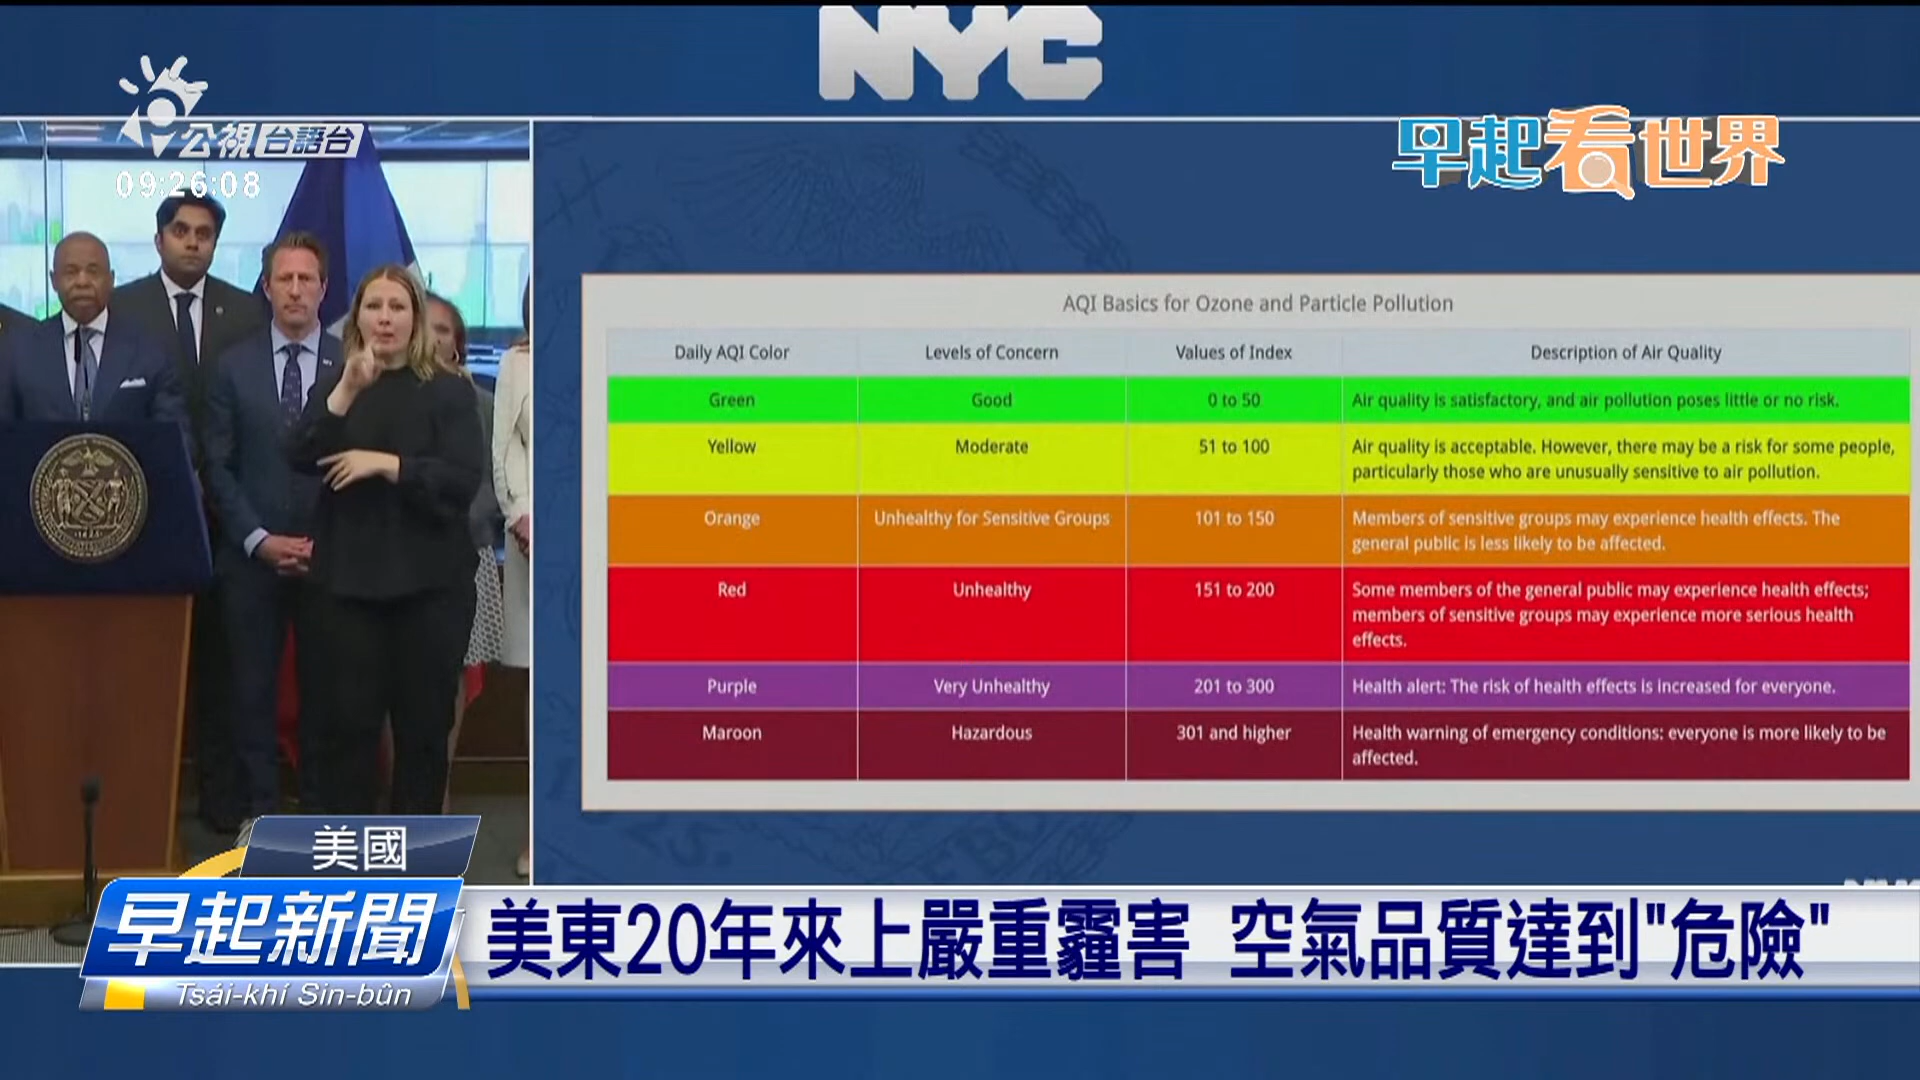 NYC
公視台語台
09:26:08
早起看世界
AQI Basics for Ozone and Particle Pollution
Daily AQI Color Levels of Concern Values of Index Description of Air Quality
Green Good 0 to 50 Air quality is satisfactory, and air pollution poses little or no risk.
Yellow Moderate 51 to 100 Air quality is acceptable. However, there may be a risk for some people,
particularly those who are unusually sensitive to air pollution.
Orange Unhealthy for Sensitive Groups 101 to 150 Members of sensitive groups may experience health effects. The
general public is less likely to be affected.
Red Unhealthy 151 to 200 Some members of the general public may experience health effects;
members of sensitive groups may experience more serious health
effects.
Purple Very Unhealthy 201 to 300 Health alert: The risk of health effects is increased for everyone.
Maroon Hazardous 301 and higher Health warning of emergency conditions: everyone is more likely to be
affected.
美國
早起新聞
Tsái-khí Sin-bûn
美東20年來上嚴重霾害 空氣品質達到"危險"